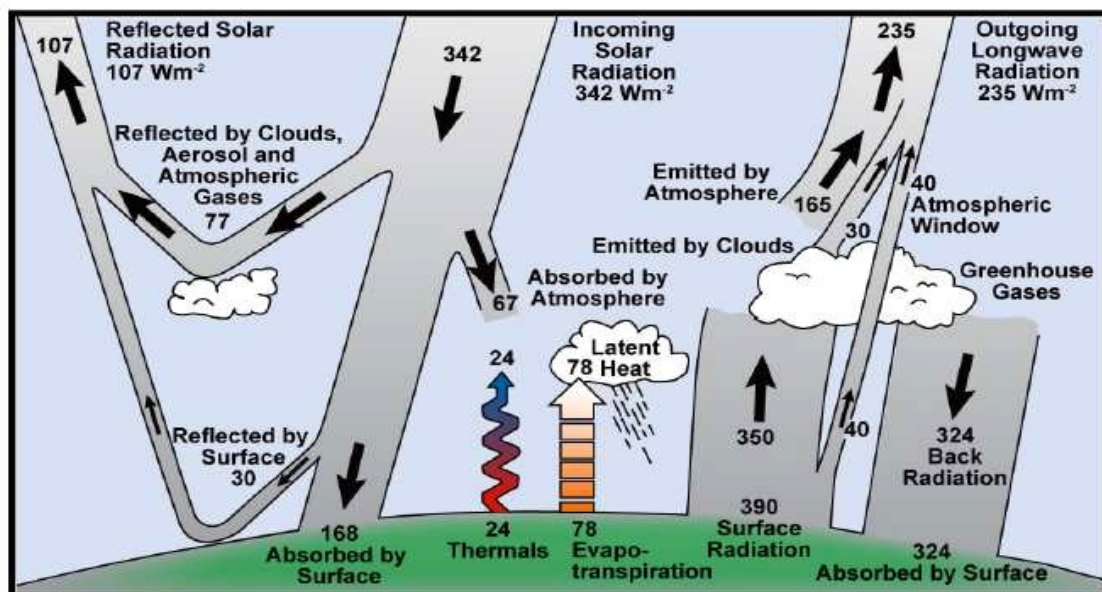 107
Reflected Solar
Radiation
107 Wm⁻²
342
Incoming
Solar
Radiation
342 Wm⁻²
235
Outgoing
Longwave
Radiation
235 Wm⁻²
Reflected by Clouds,
Aerosol and
Atmospheric
Gases
77
Emitted by
Atmosphere
165
30
40
Atmospheric
Window
Emitted by Clouds
Greenhouse
Gases
67
Absorbed by
Atmosphere
24
78
Latent
Heat
Reflected by
Surface
30
350
40
324
Back
Radiation
168
Absorbed by
Surface
24
Thermals
78
Evapo-
transpiration
390
Surface
Radiation
324
Absorbed by Surface